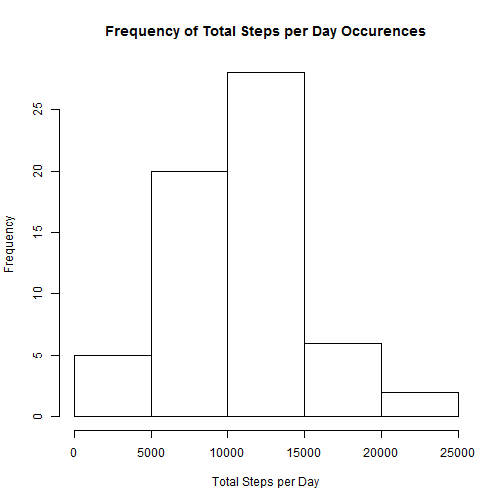 Frequency of Total Steps per Day Occurences
Frequency
25
20
15
10
5
0
0 5000 10000 15000 20000 25000
Total Steps per Day